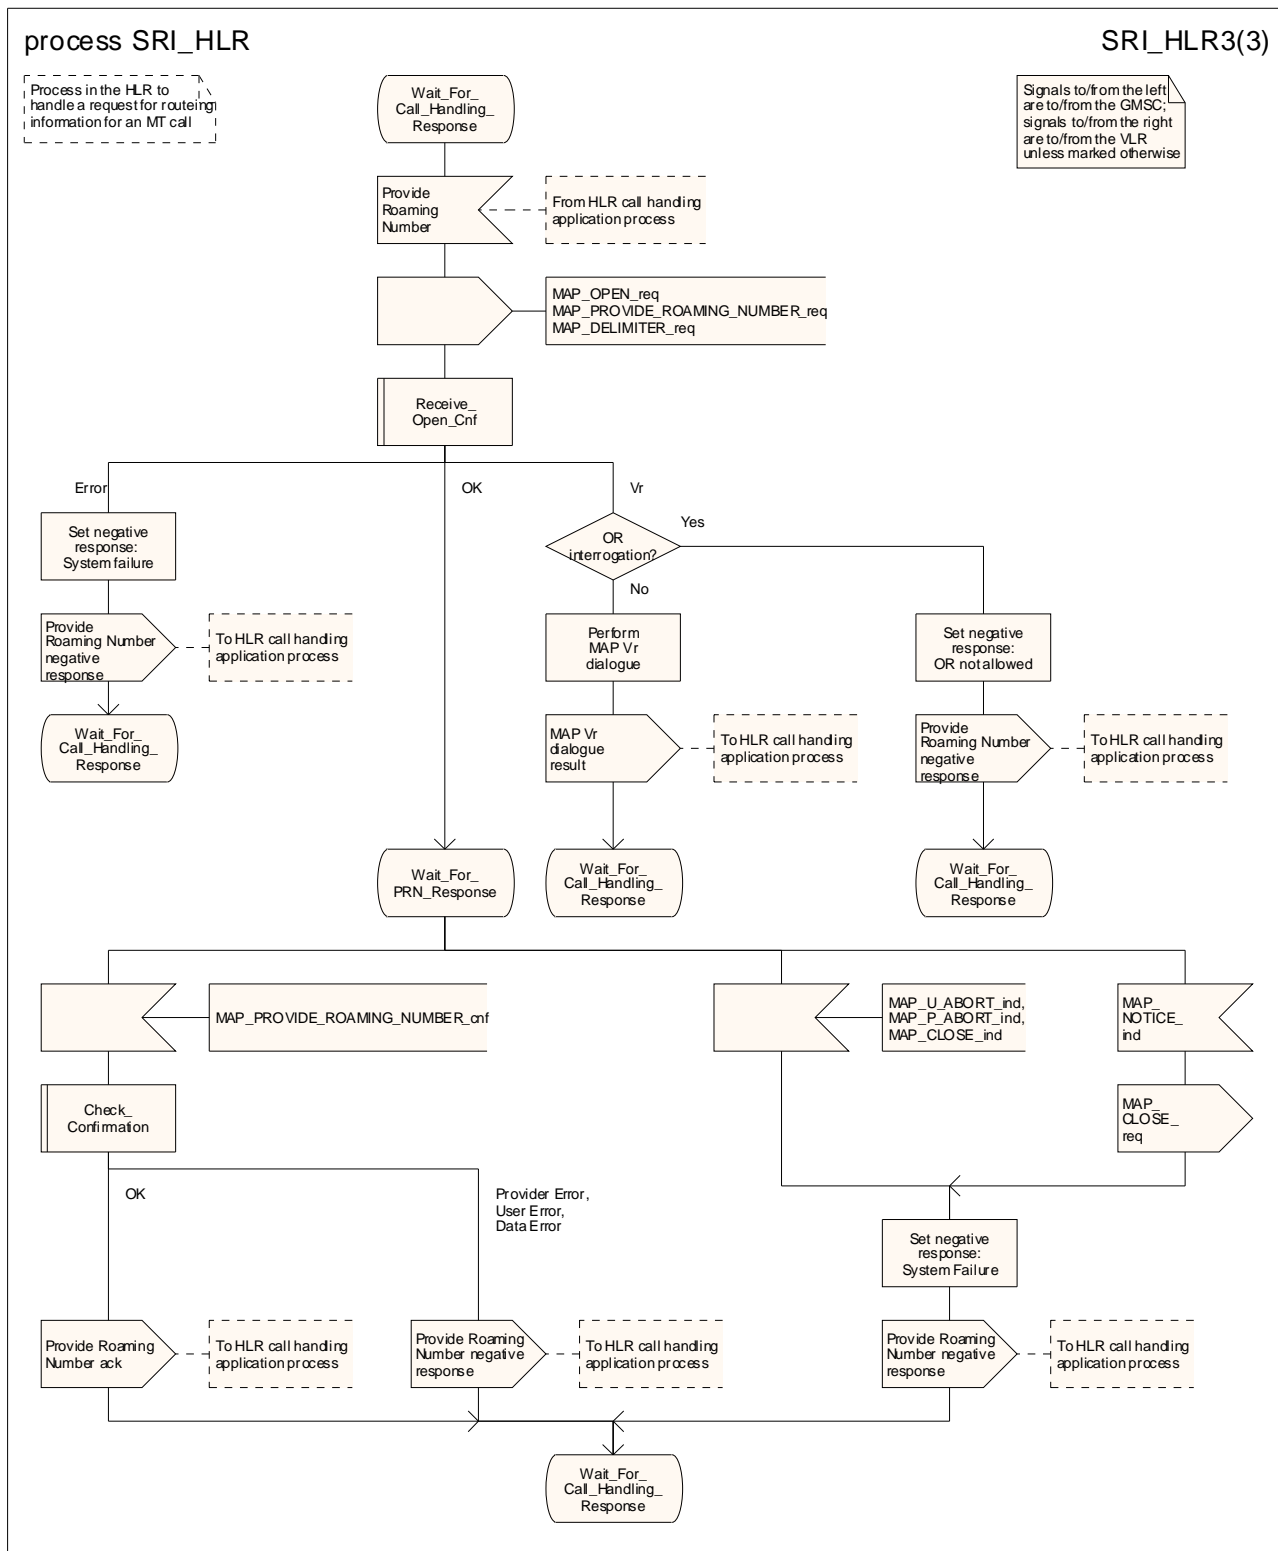 process SRI_HLR
SRI_HLR3(3)
Process in the HLR to
handle a request for routeing
information for an MT call
Wait_For_
Call_Handling_
Response
Signals to/from the left
are to/from the GMSC;
signals to/from the right
are to/from the VLR
unless marked otherwise
Provide
Roaming
Number
From HLR call handling
application process
MAP_OPEN_req
MAP_PROVIDE_ROAMING_NUMBER_req
MAP_DELIMITER_req
Receive_
Open_Cnf
Error
OK
Vr
Set negative
response:
System failure
OR
interrogation?
Yes
No
Provide
Roaming Number
negative
response
To HLR call handling
application process
Perform
MAP Vr
dialogue
Set negative
response:
OR not allowed
Wait_For_
Call_Handling_
Response
MAP Vr
dialogue
result
To HLR call handling
application process
Provide
Roaming Number
negative
response
To HLR call handling
application process
Wait_For_
PRN_Response
Wait_For_
Call_Handling_
Response
Wait_For_
Call_Handling_
Response
MAP_PROVIDE_ROAMING_NUMBER_cnf
MAP_U_ABORT_ind,
MAP_P_ABORT_ind,
MAP_CLOSE_ind
MAP_
NOTICE_
ind
Check_
Confirmation
MAP_
CLOSE_
req
OK
Provider Error,
User Error,
Data Error
Set negative
response:
System Failure
Provide Roaming
Number ack
To HLR call handling
application process
Provide Roaming
Number negative
response
To HLR call handling
application process
Provide Roaming
Number negative
response
To HLR call handling
application process
Wait_For_
Call_Handling_
Response